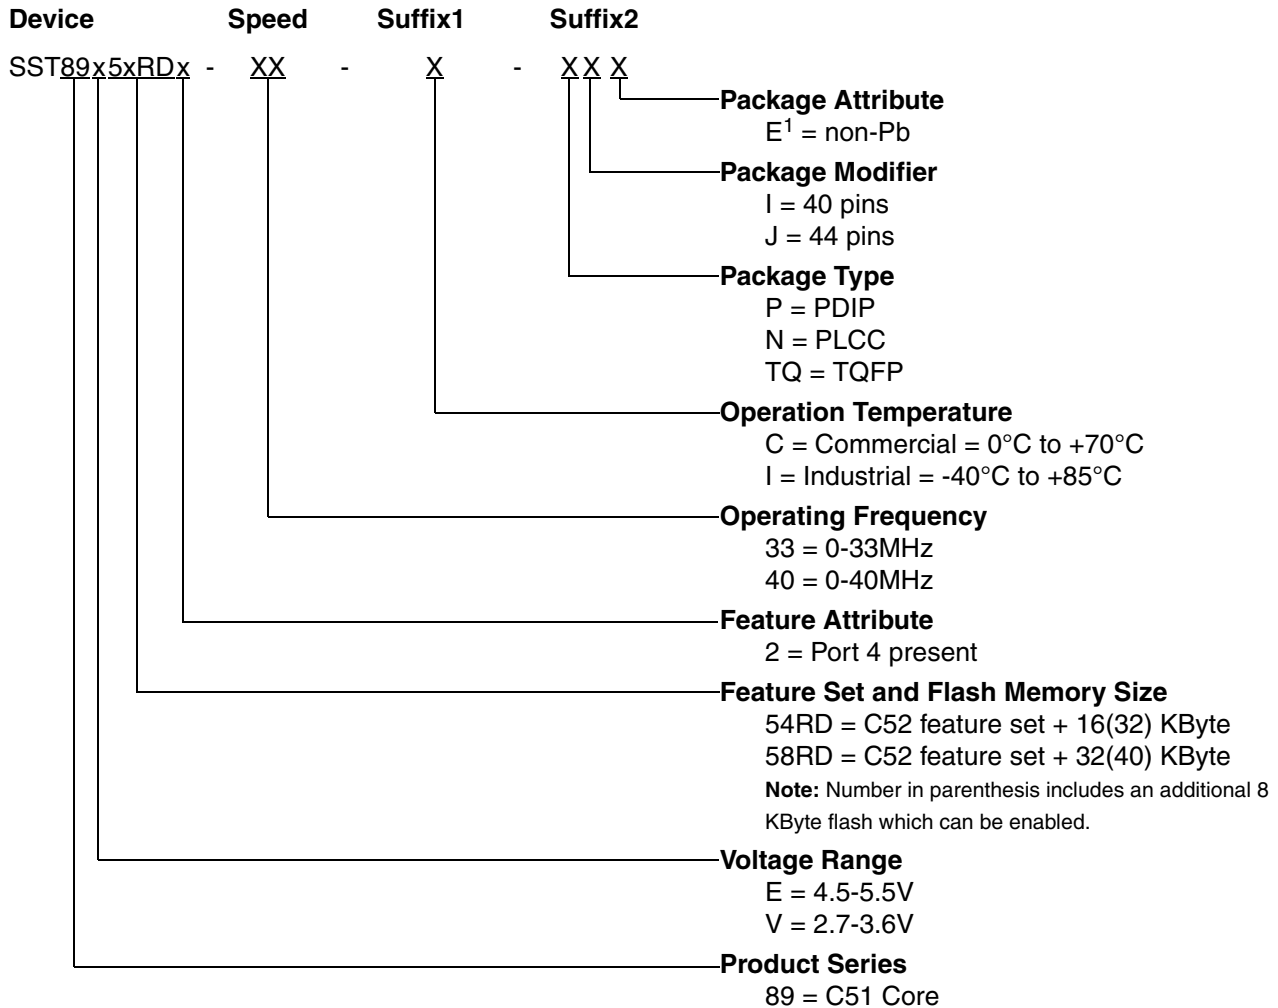 Device Speed Suffix1 Suffix2
SST89x5xRDx - XX - X - XX X
Package Attribute
E1 = non-Pb
Package Modifier
I = 40 pins
J = 44 pins
Package Type
P = PDIP
N = PLCC
TQ = TQFP
Operation Temperature
C = Commercial = 0°C to +70°C
I = Industrial = -40°C to +85°C
Operating Frequency
33 = 0-33MHz
40 = 0-40MHz
Feature Attribute
2 = Port 4 present
Feature Set and Flash Memory Size
54RD = C52 feature set + 16(32) KByte
58RD = C52 feature set + 32(40) KByte
Note: Number in parenthesis includes an additional 8
KByte flash which can be enabled.
Voltage Range
E = 4.5-5.5V
V = 2.7-3.6V
Product Series
89 = C51 Core